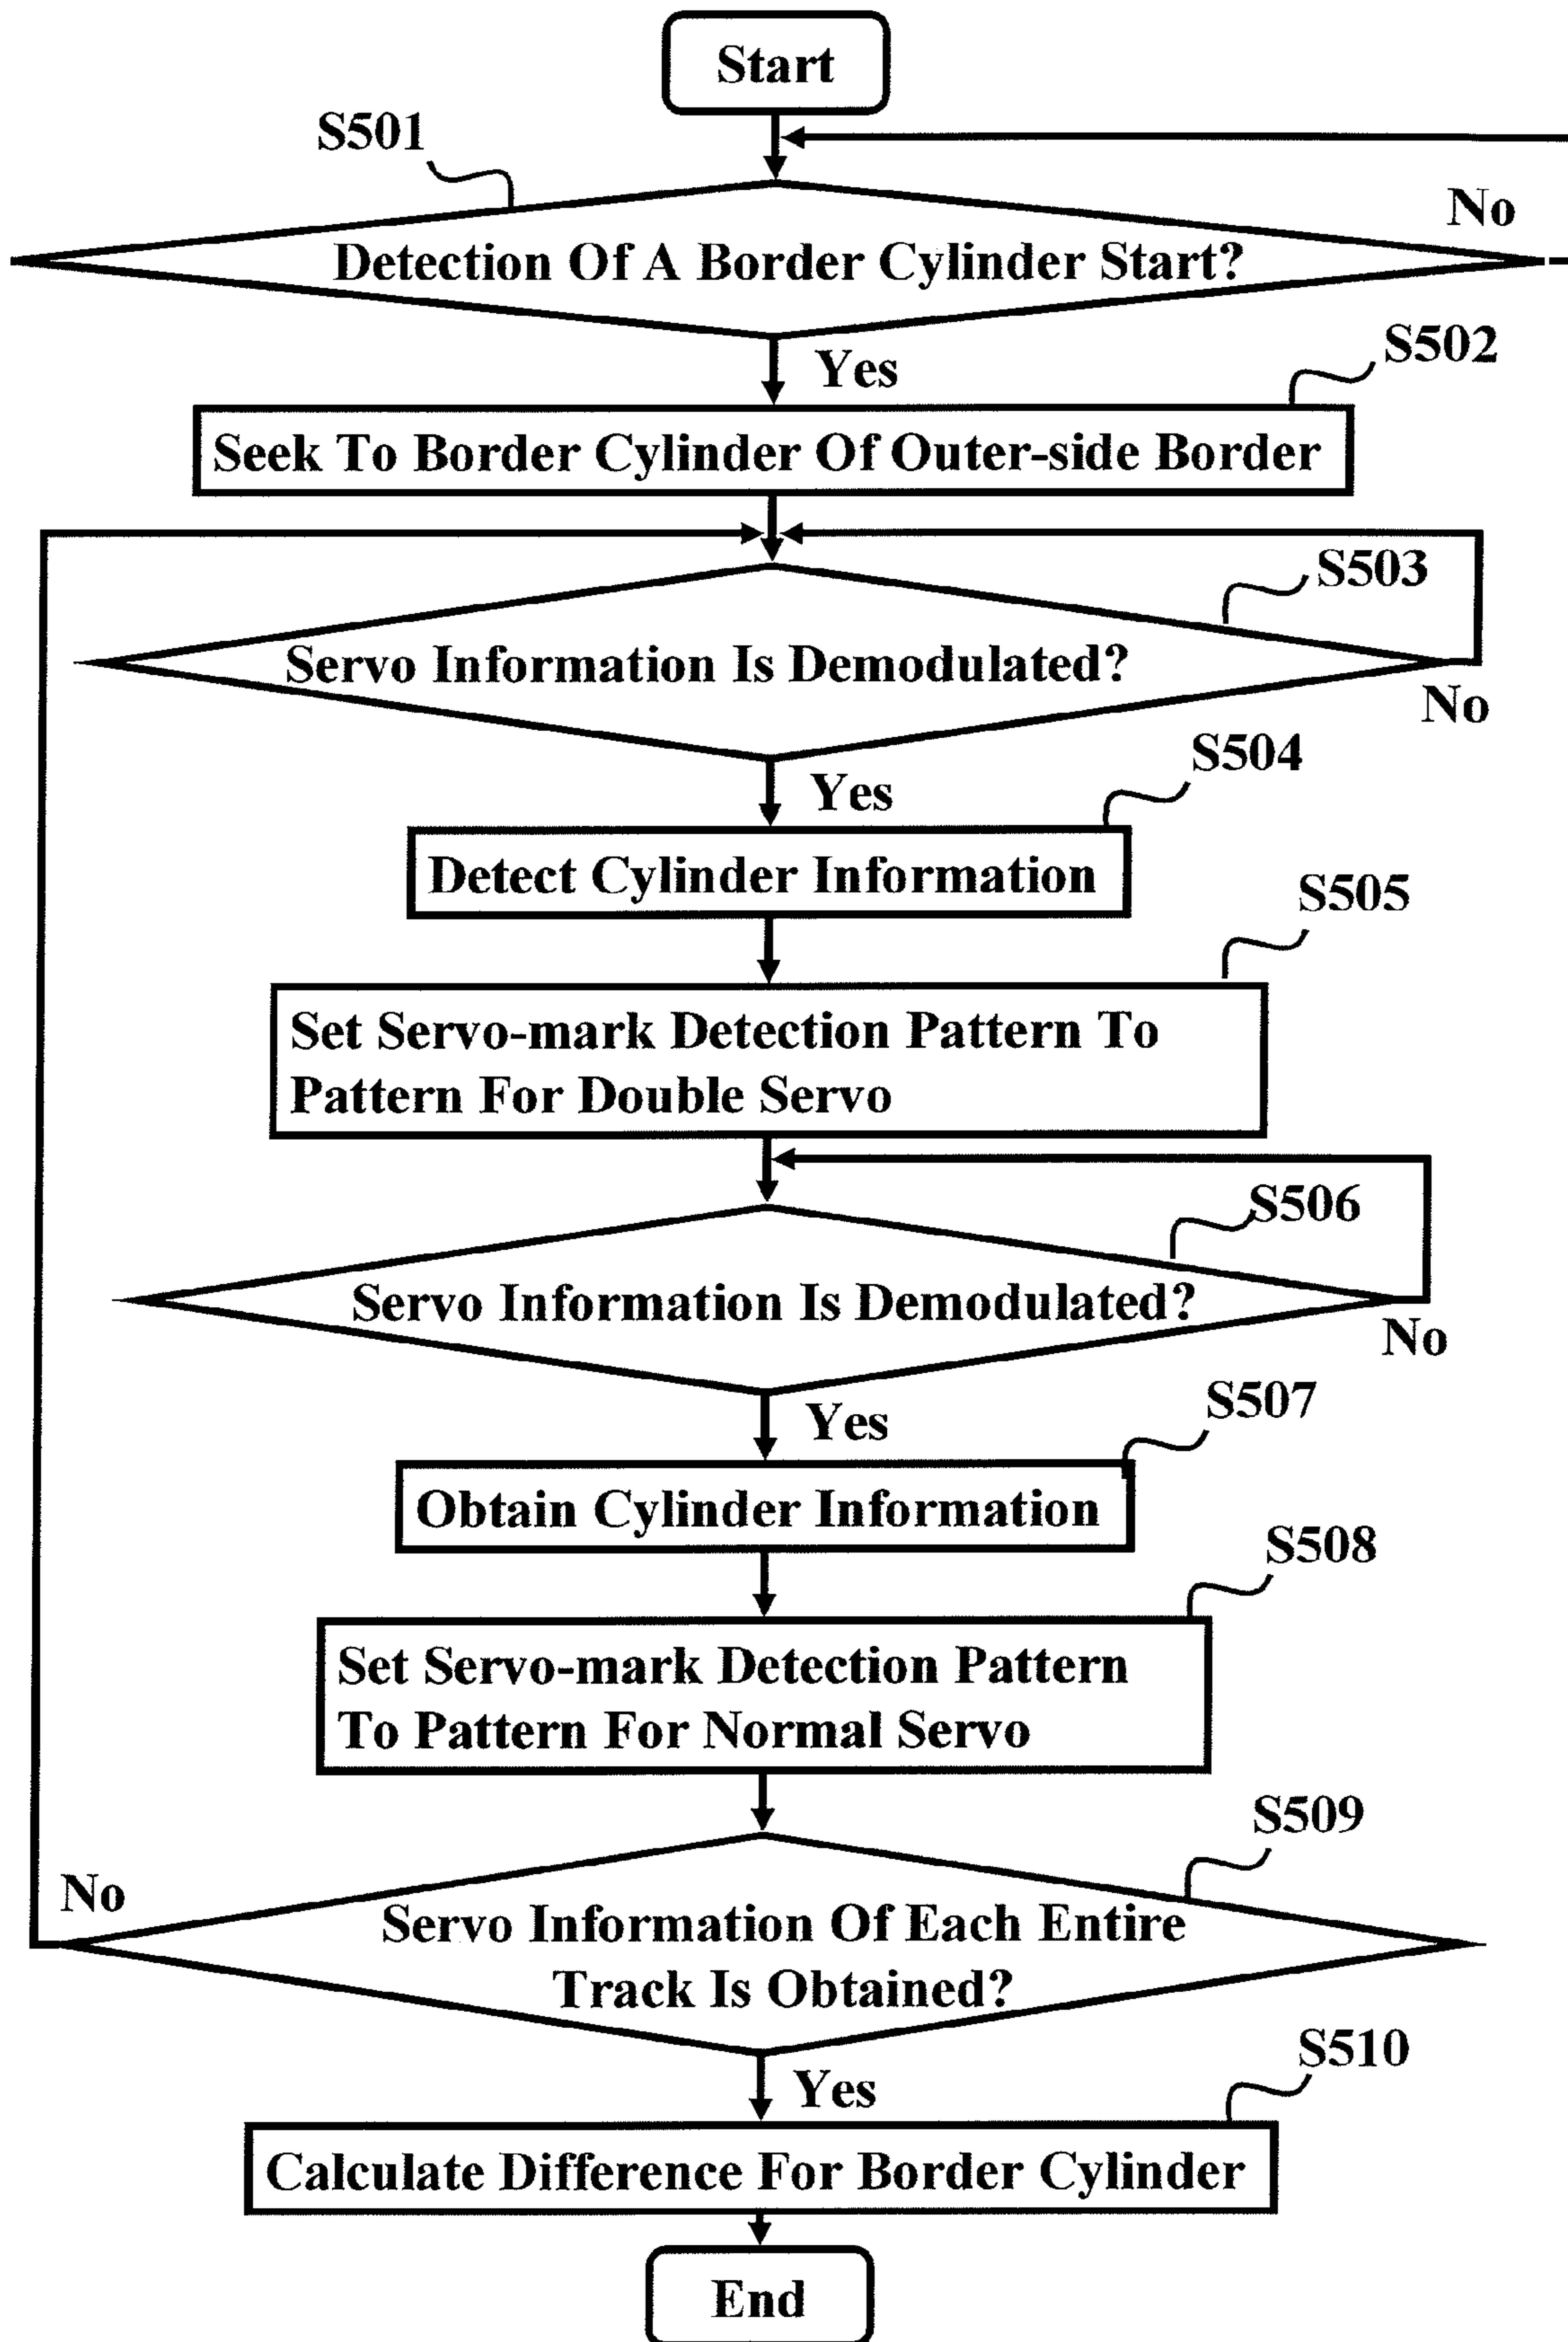 Start
S501
No
Detection Of A Border Cylinder Start?
Yes
S502
Seek To Border Cylinder Of Outer-side Border
S503
Servo Information Is Demodulated?
No
S504
Yes
Detect Cylinder Information
S505
Set Servo-mark Detection Pattern To
Pattern For Double Servo
S506
Servo Information Is Demodulated?
No
S507
Yes
Obtain Cylinder Information
S508
Set Servo-mark Detection Pattern
To Pattern For Normal Servo
S509
No
Servo Information Of Each Entire
Track Is Obtained?
S510
Yes
Calculate Difference For Border Cylinder
End